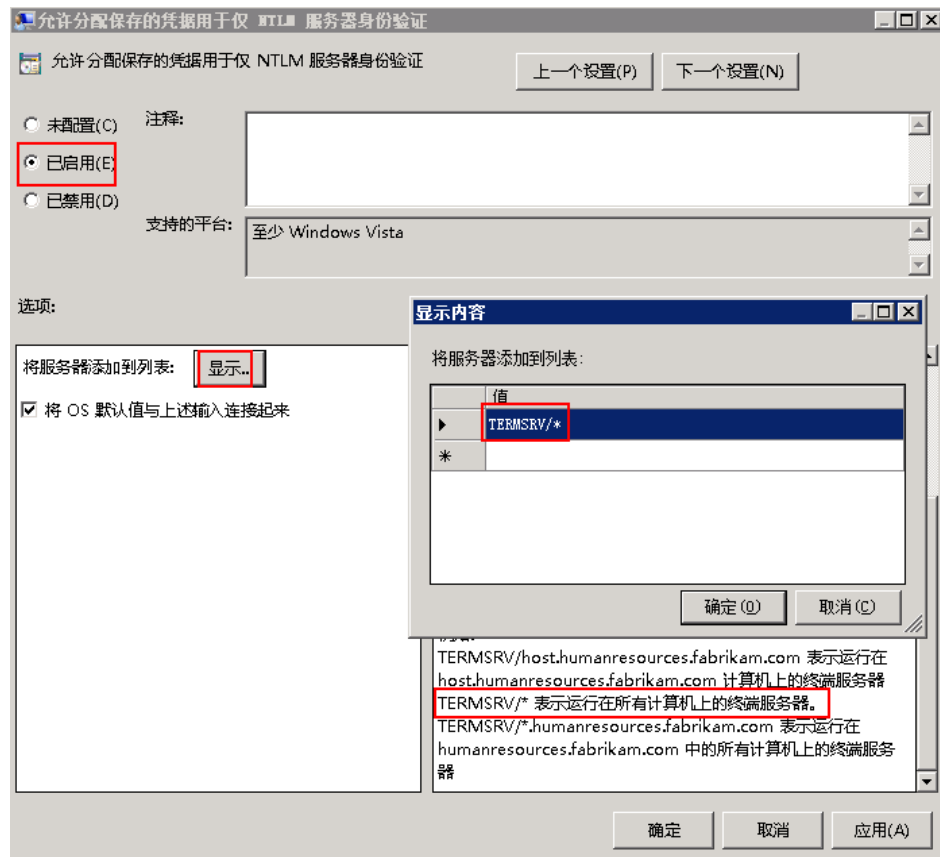 允许分配保存的凭据用于仅 NTLM 服务器身份验证
允许分配保存的凭据用于仅 NTLM 服务器身份验证
上一个设置(P)
下一个设置(N)
未配置(C)
注释:
已启用(E)
已禁用(D)
支持的平台:
至少 Windows Vista
选项:
将服务器添加到列表:
显示...
将 OS 默认值与上述输入连接起来
显示内容
将服务器添加到列表:
值
TERMSRV/*
确定(O)
取消(C)
TERMSRV/host.humanresources.fabrikam.com 表示运行在
host.humanresources.fabrikam.com 计算机上的终端服务器
TERMSRV/* 表示运行在所有计算机上的终端服务器。
TERMSRV/*.humanresources.fabrikam.com 表示运行在
humanresources.fabrikam.com 中的所有计算机上的终端服务
器
确定
取消
应用(A)